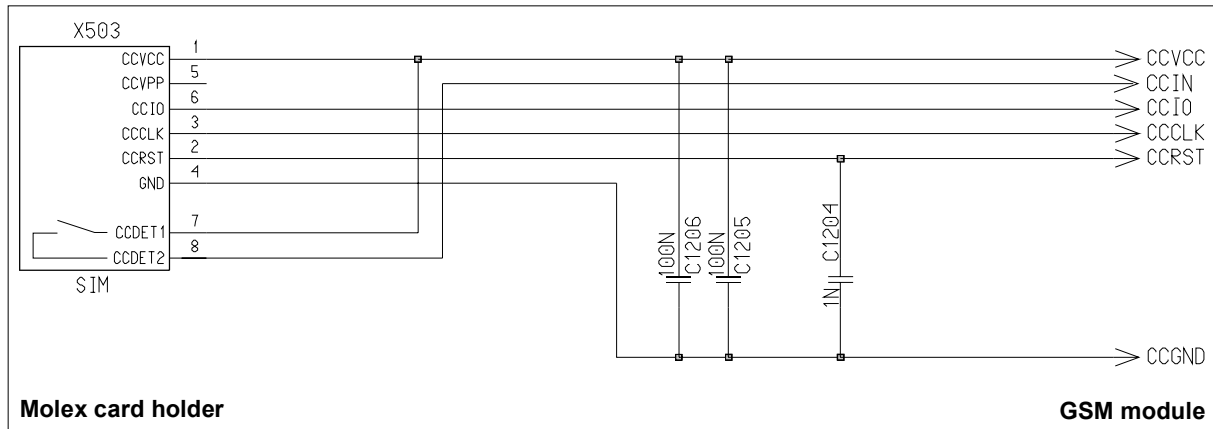 X503
CCVCC 1
CCVPP 5
CCIO 6
CCCLK 3
CCRST 2
GND 4
CCDET1 7
CCDET2 8
SIM
100N
C1206
100N
C1205
1N
C1204
CCVCC
CCIN
CCIO
CCCLK
CCRST
CCGND
Molex card holder
GSM module